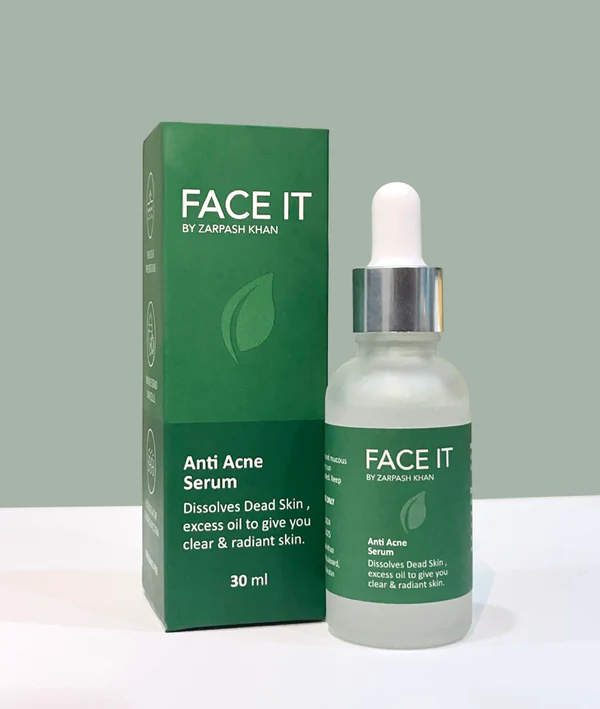 FACE IT
BY ZARPASH KHAN
Anti Acne
Serum
Dissolves Dead Skin ,
excess oil to give you
clear & radiant skin.
30 ml
mucous
FACE IT
BY ZARPASH KHAN
Anti Acne
Serum
Dissolves Dead Skin ,
excess oil to give you
clear & radiant skin.